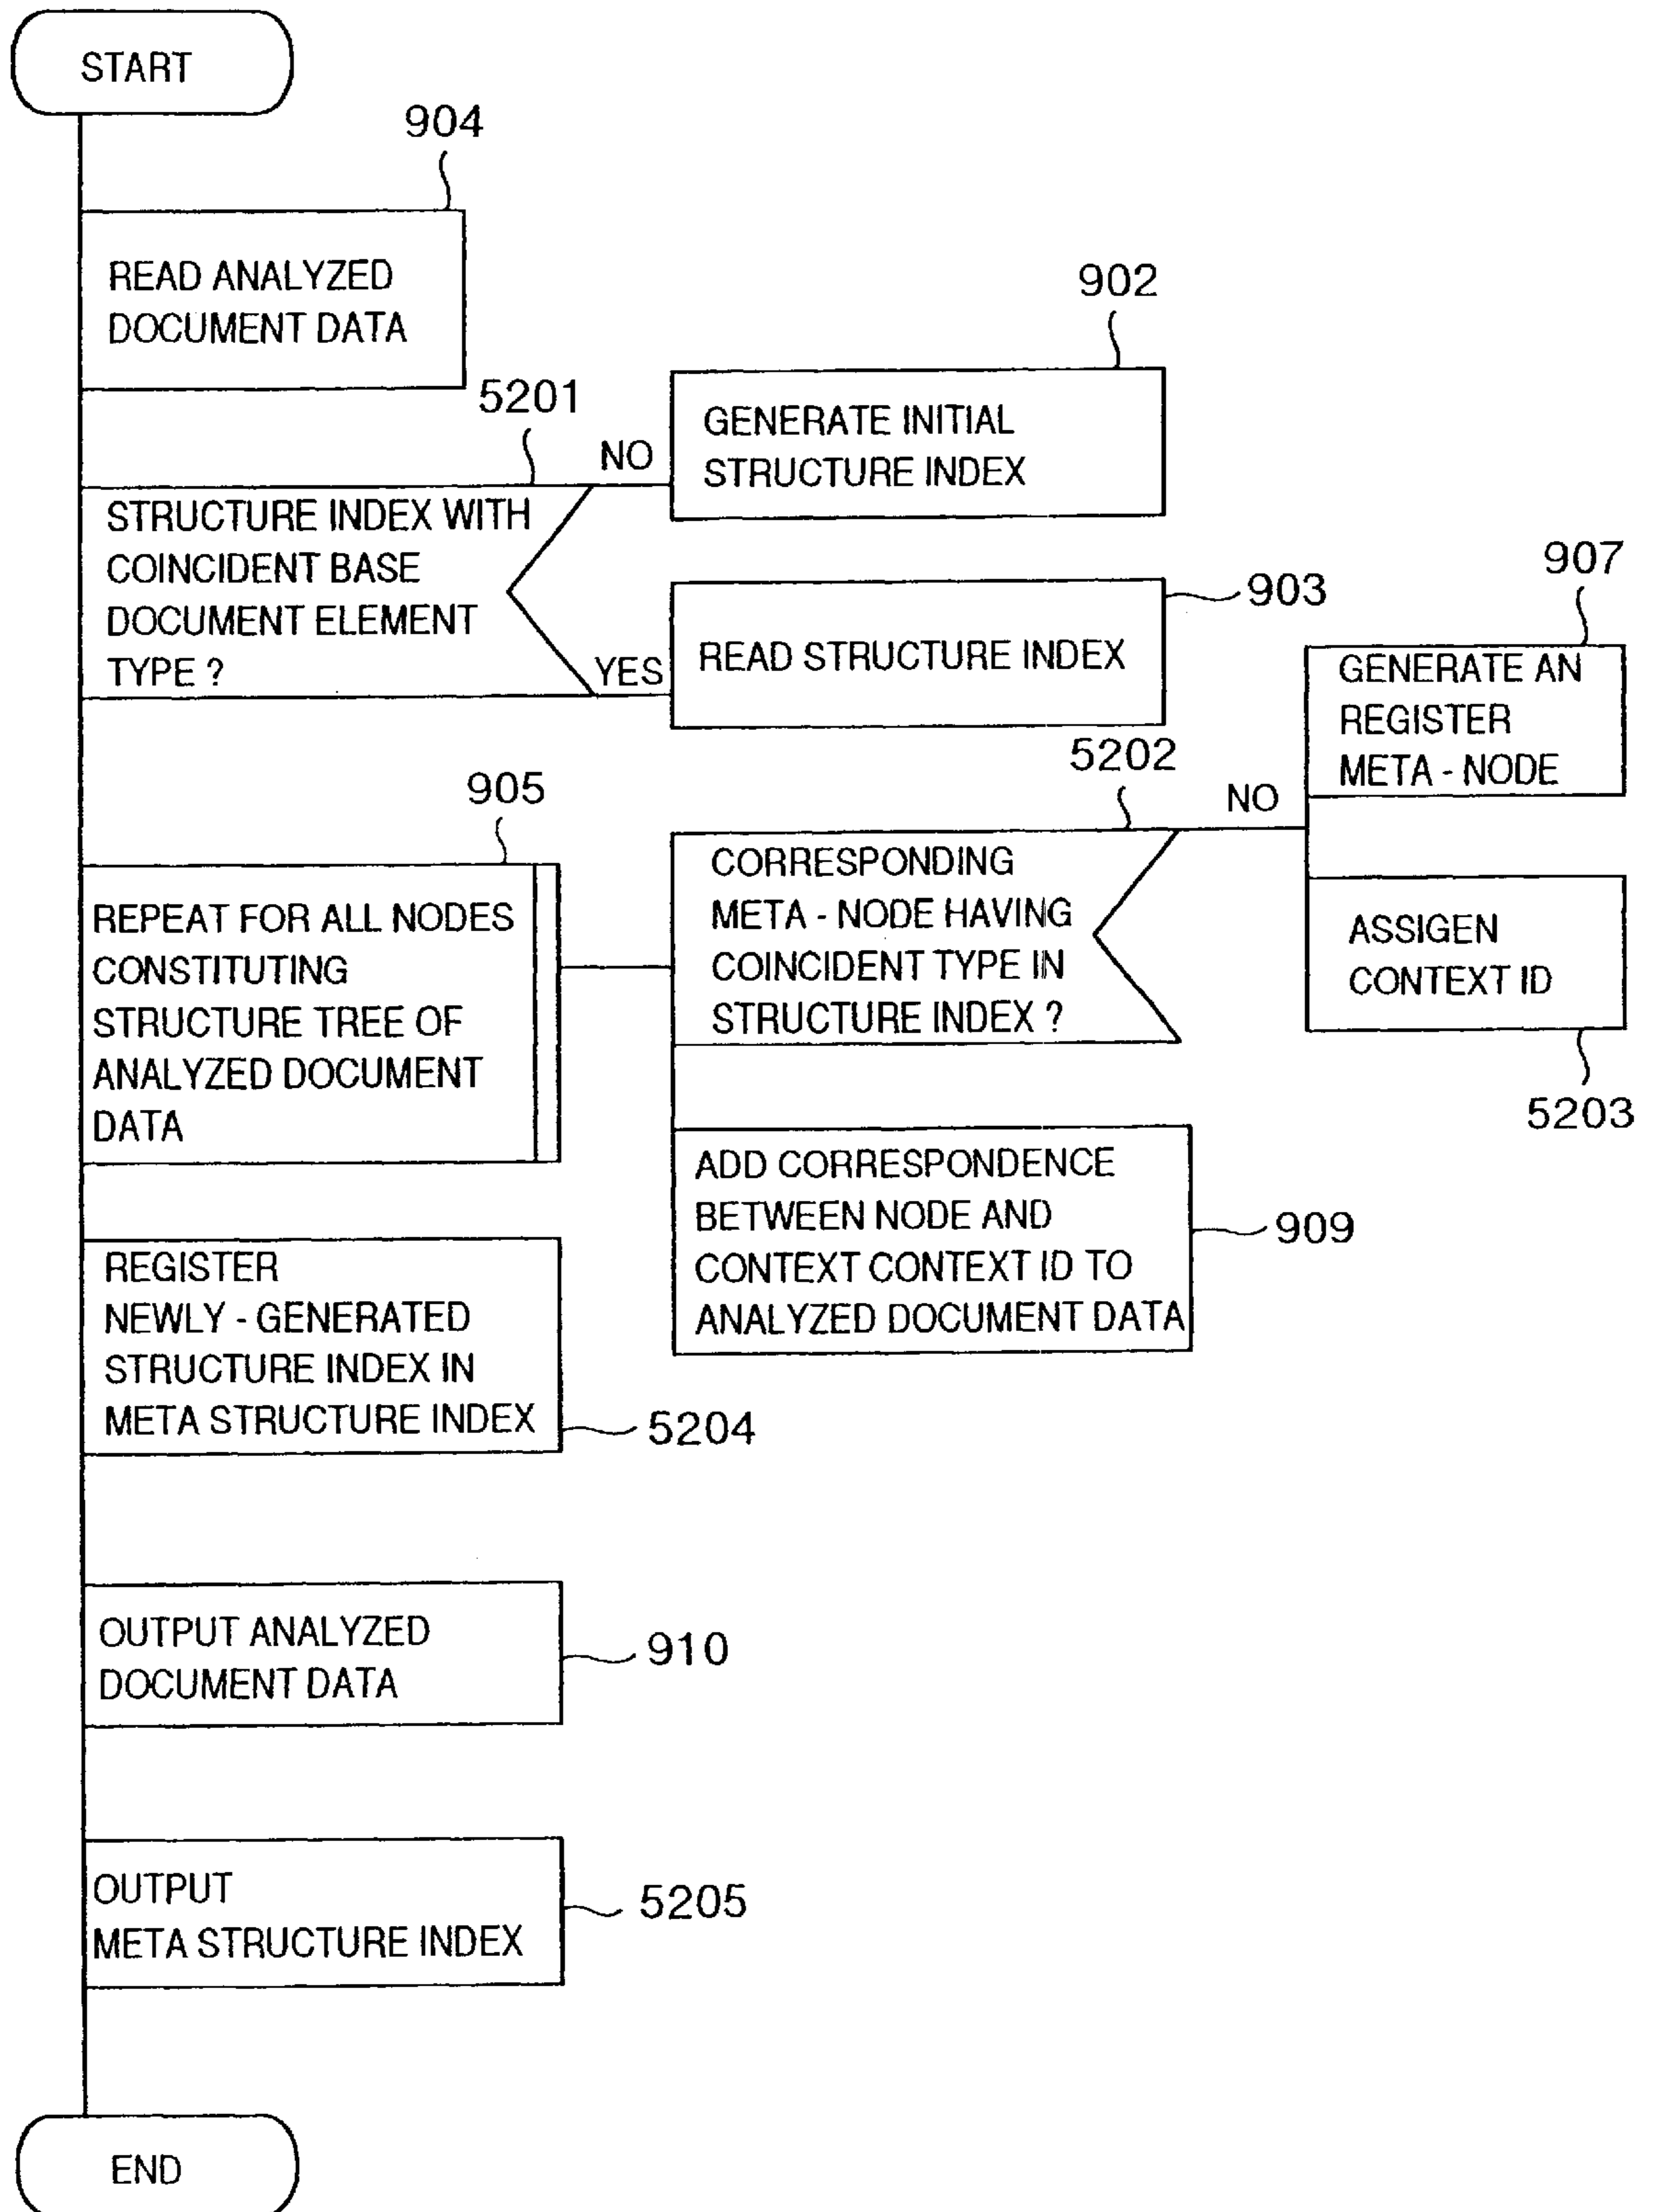 START
904
READ ANALYZED
DOCUMENT DATA
902
5201
NO
GENERATE INITIAL
STRUCTURE INDEX
STRUCTURE INDEX WITH
COINCIDENT BASE
DOCUMENT ELEMENT
TYPE ?
YES
READ STRUCTURE INDEX
903
907
GENERATE AN
REGISTER
META - NODE
5202
NO
905
REPEAT FOR ALL NODES
CONSTITUTING
STRUCTURE TREE OF
ANALYZED DOCUMENT
DATA
CORRESPONDING
META - NODE HAVING
COINCIDENT TYPE IN
STRUCTURE INDEX ?
ASSIGEN
CONTEXT ID
5203
ADD CORRESPONDENCE
BETWEEN NODE AND
CONTEXT CONTEXT ID TO
ANALYZED DOCUMENT DATA
909
REGISTER
NEWLY - GENERATED
STRUCTURE INDEX IN
META STRUCTURE INDEX
5204
OUTPUT ANALYZED
DOCUMENT DATA
910
OUTPUT
META STRUCTURE INDEX
5205
END